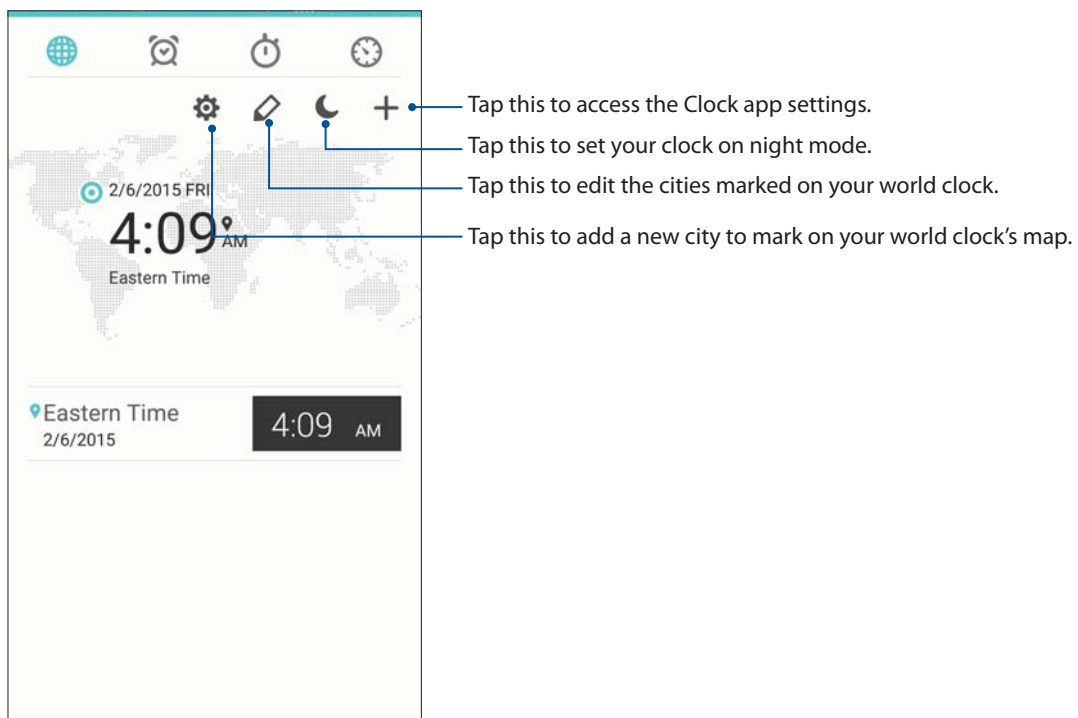 Tap this to access the Clock app settings.
Tap this to set your clock on night mode.
Tap this to edit the cities marked on your world clock.
Tap this to add a new city to mark on your world clock's map.
2/6/2015 FRI
4:09 AM
Eastern Time
Eastern Time
2/6/2015
4:09 AM